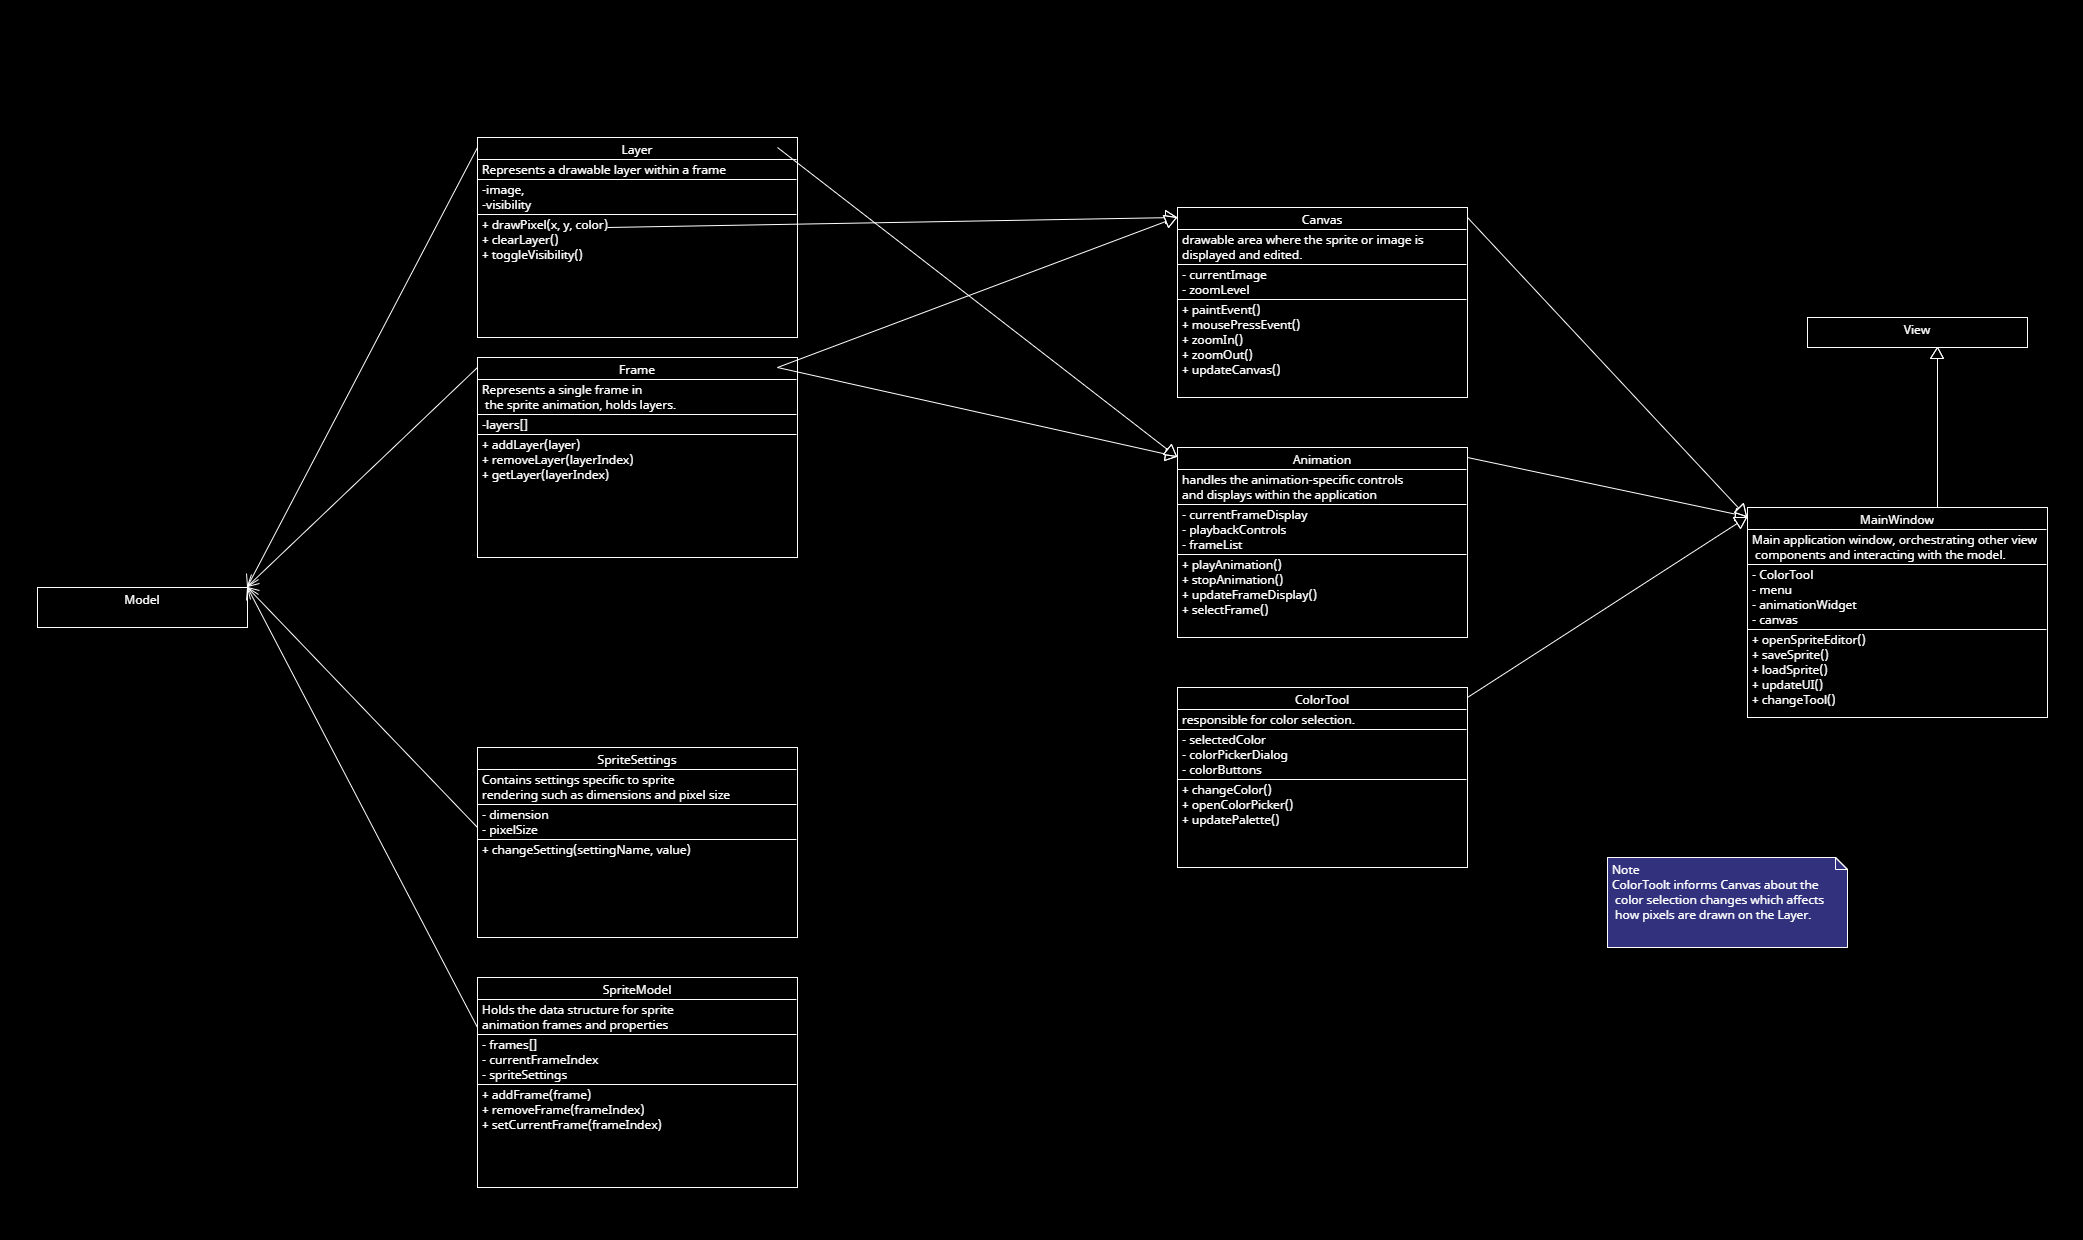 Layer
Represents a drawable layer within a frame
-image,
-visibility
+ drawPixel(x, y, color)
+ clearLayer()
+ toggleVisibility()
Frame
Represents a single frame in
the sprite animation, holds layers.
-layers[]
+ addLayer(layer)
+ removeLayer(layerIndex)
+ getLayer(layerIndex)
Model
SpriteSettings
Contains settings specific to sprite
rendering such as dimensions and pixel size
- dimension
- pixelSize
+ changeSetting(settingName, value)
SpriteModel
Holds the data structure for sprite
animation frames and properties
- frames[]
- currentFrameIndex
- spriteSettings
+ addFrame(frame)
+ removeFrame(frameIndex)
+ setCurrentFrame(frameIndex)
Canvas
drawable area where the sprite or image is
displayed and edited.
- currentImage
- zoomLevel
+ paintEvent()
+ mousePressEvent()
+ zoomIn()
+ zoomOut()
+ updateCanvas()
Animation
handles the animation-specific controls
and displays within the application
- currentFrameDisplay
- playbackControls
- frameList
+ playAnimation()
+ stopAnimation()
+ updateFrameDisplay()
+ selectFrame()
ColorTool
responsible for color selection.
- selectedColor
- colorPickerDialog
- colorButtons
+ changeColor()
+ openColorPicker()
+ updatePalette()
View
MainWindow
Main application window, orchestrating other view
components and interacting with the model.
- ColorTool
- menu
- animationWidget
- canvas
+ openSpriteEditor()
+ saveSprite()
+ loadSprite()
+ updateUI()
+ changeTool()
Note
ColorToolt informs Canvas about the
color selection changes which affects
how pixels are drawn on the Layer.